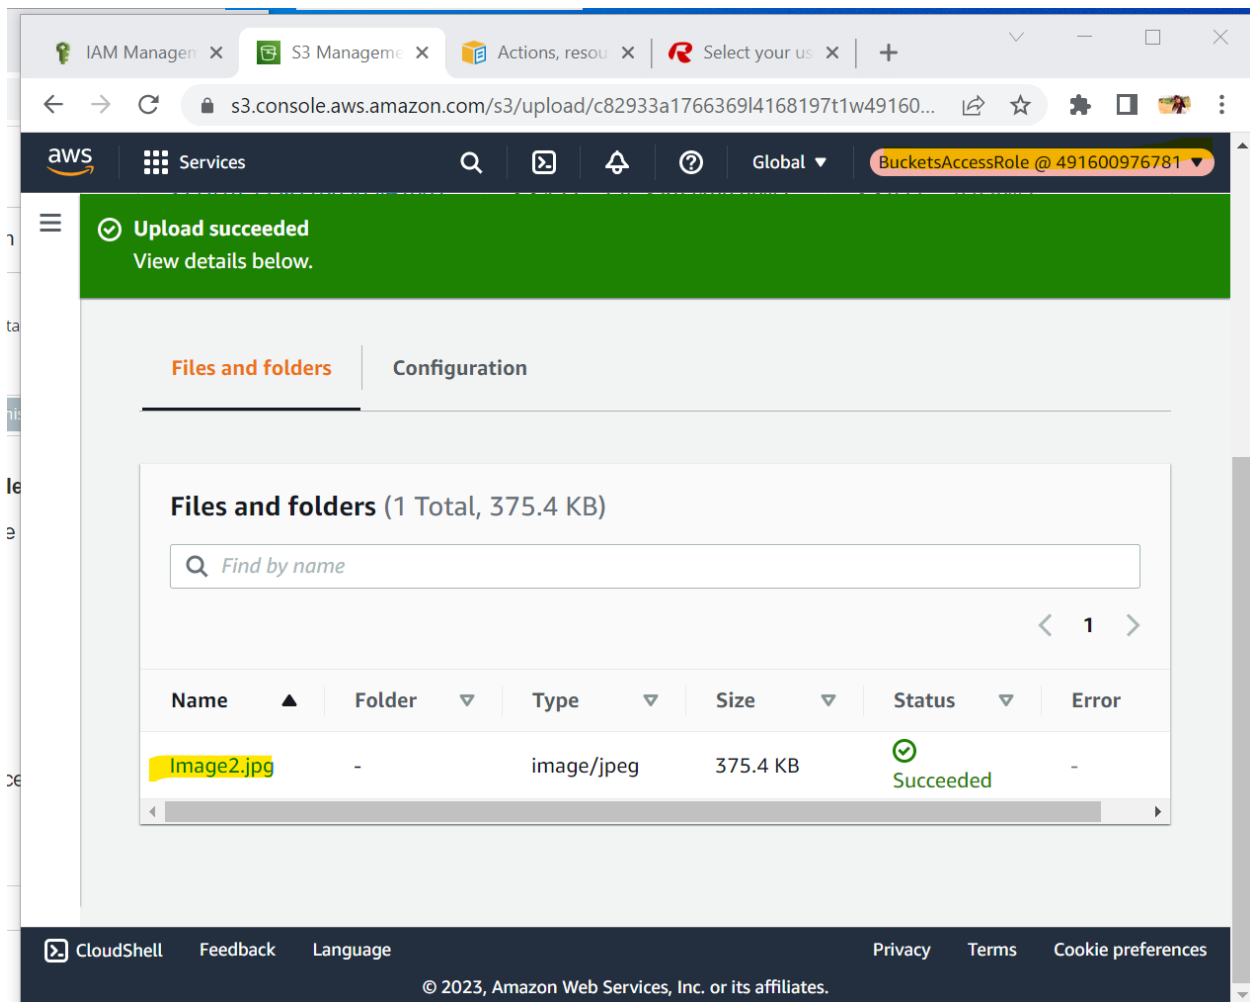 IAM Managem
S3 Manageme
Actions, resou
Select your us
s3.console.aws.amazon.com/s3/upload/c82933a1766369l4168197t1w49160...
aws
Services
Global
BucketsAccessRole @ 491600976781
Upload succeeded
View details below.
Files and folders
Configuration
Files and folders (1 Total, 375.4 KB)
Find by name
1
Name Folder Type Size Status Error
Image2.jpg - image/jpeg 375.4 KB Succeeded -
CloudShell Feedback Language Privacy Terms Cookie preferences
© 2023, Amazon Web Services, Inc. or its affiliates.